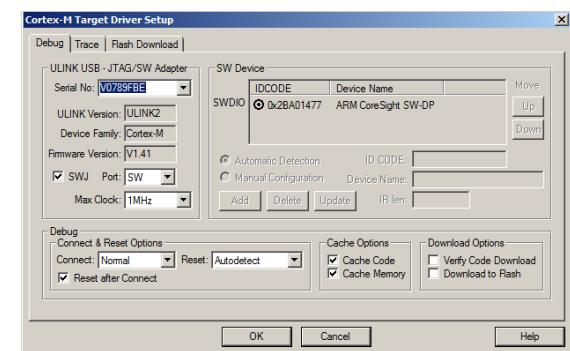 Cortex-M Target Driver Setup
Debug Trace Flash Download
ULINK USB - JTAG/SW Adapter
Serial No: V0789FBE
ULINK Version: ULINK2
Device Family: Cortex-M
Firmware Version: V1.41
SWJ Port: SW
Max Clock: 1MHz
SW Device
IDCODE Device Name Move
SWDIO 0x2BA01477 ARM CoreSight SW-DP Up
Down
Automatic Detection ID CODE:
Manual Configuration Device Name:
Add Delete Update IR len:
Debug
Connect & Reset Options
Connect: Normal Reset: Autodetect
Reset after Connect
Cache Options
Cache Code
Cache Memory
Download Options
Verify Code Download
Download to Flash
OK Cancel Help